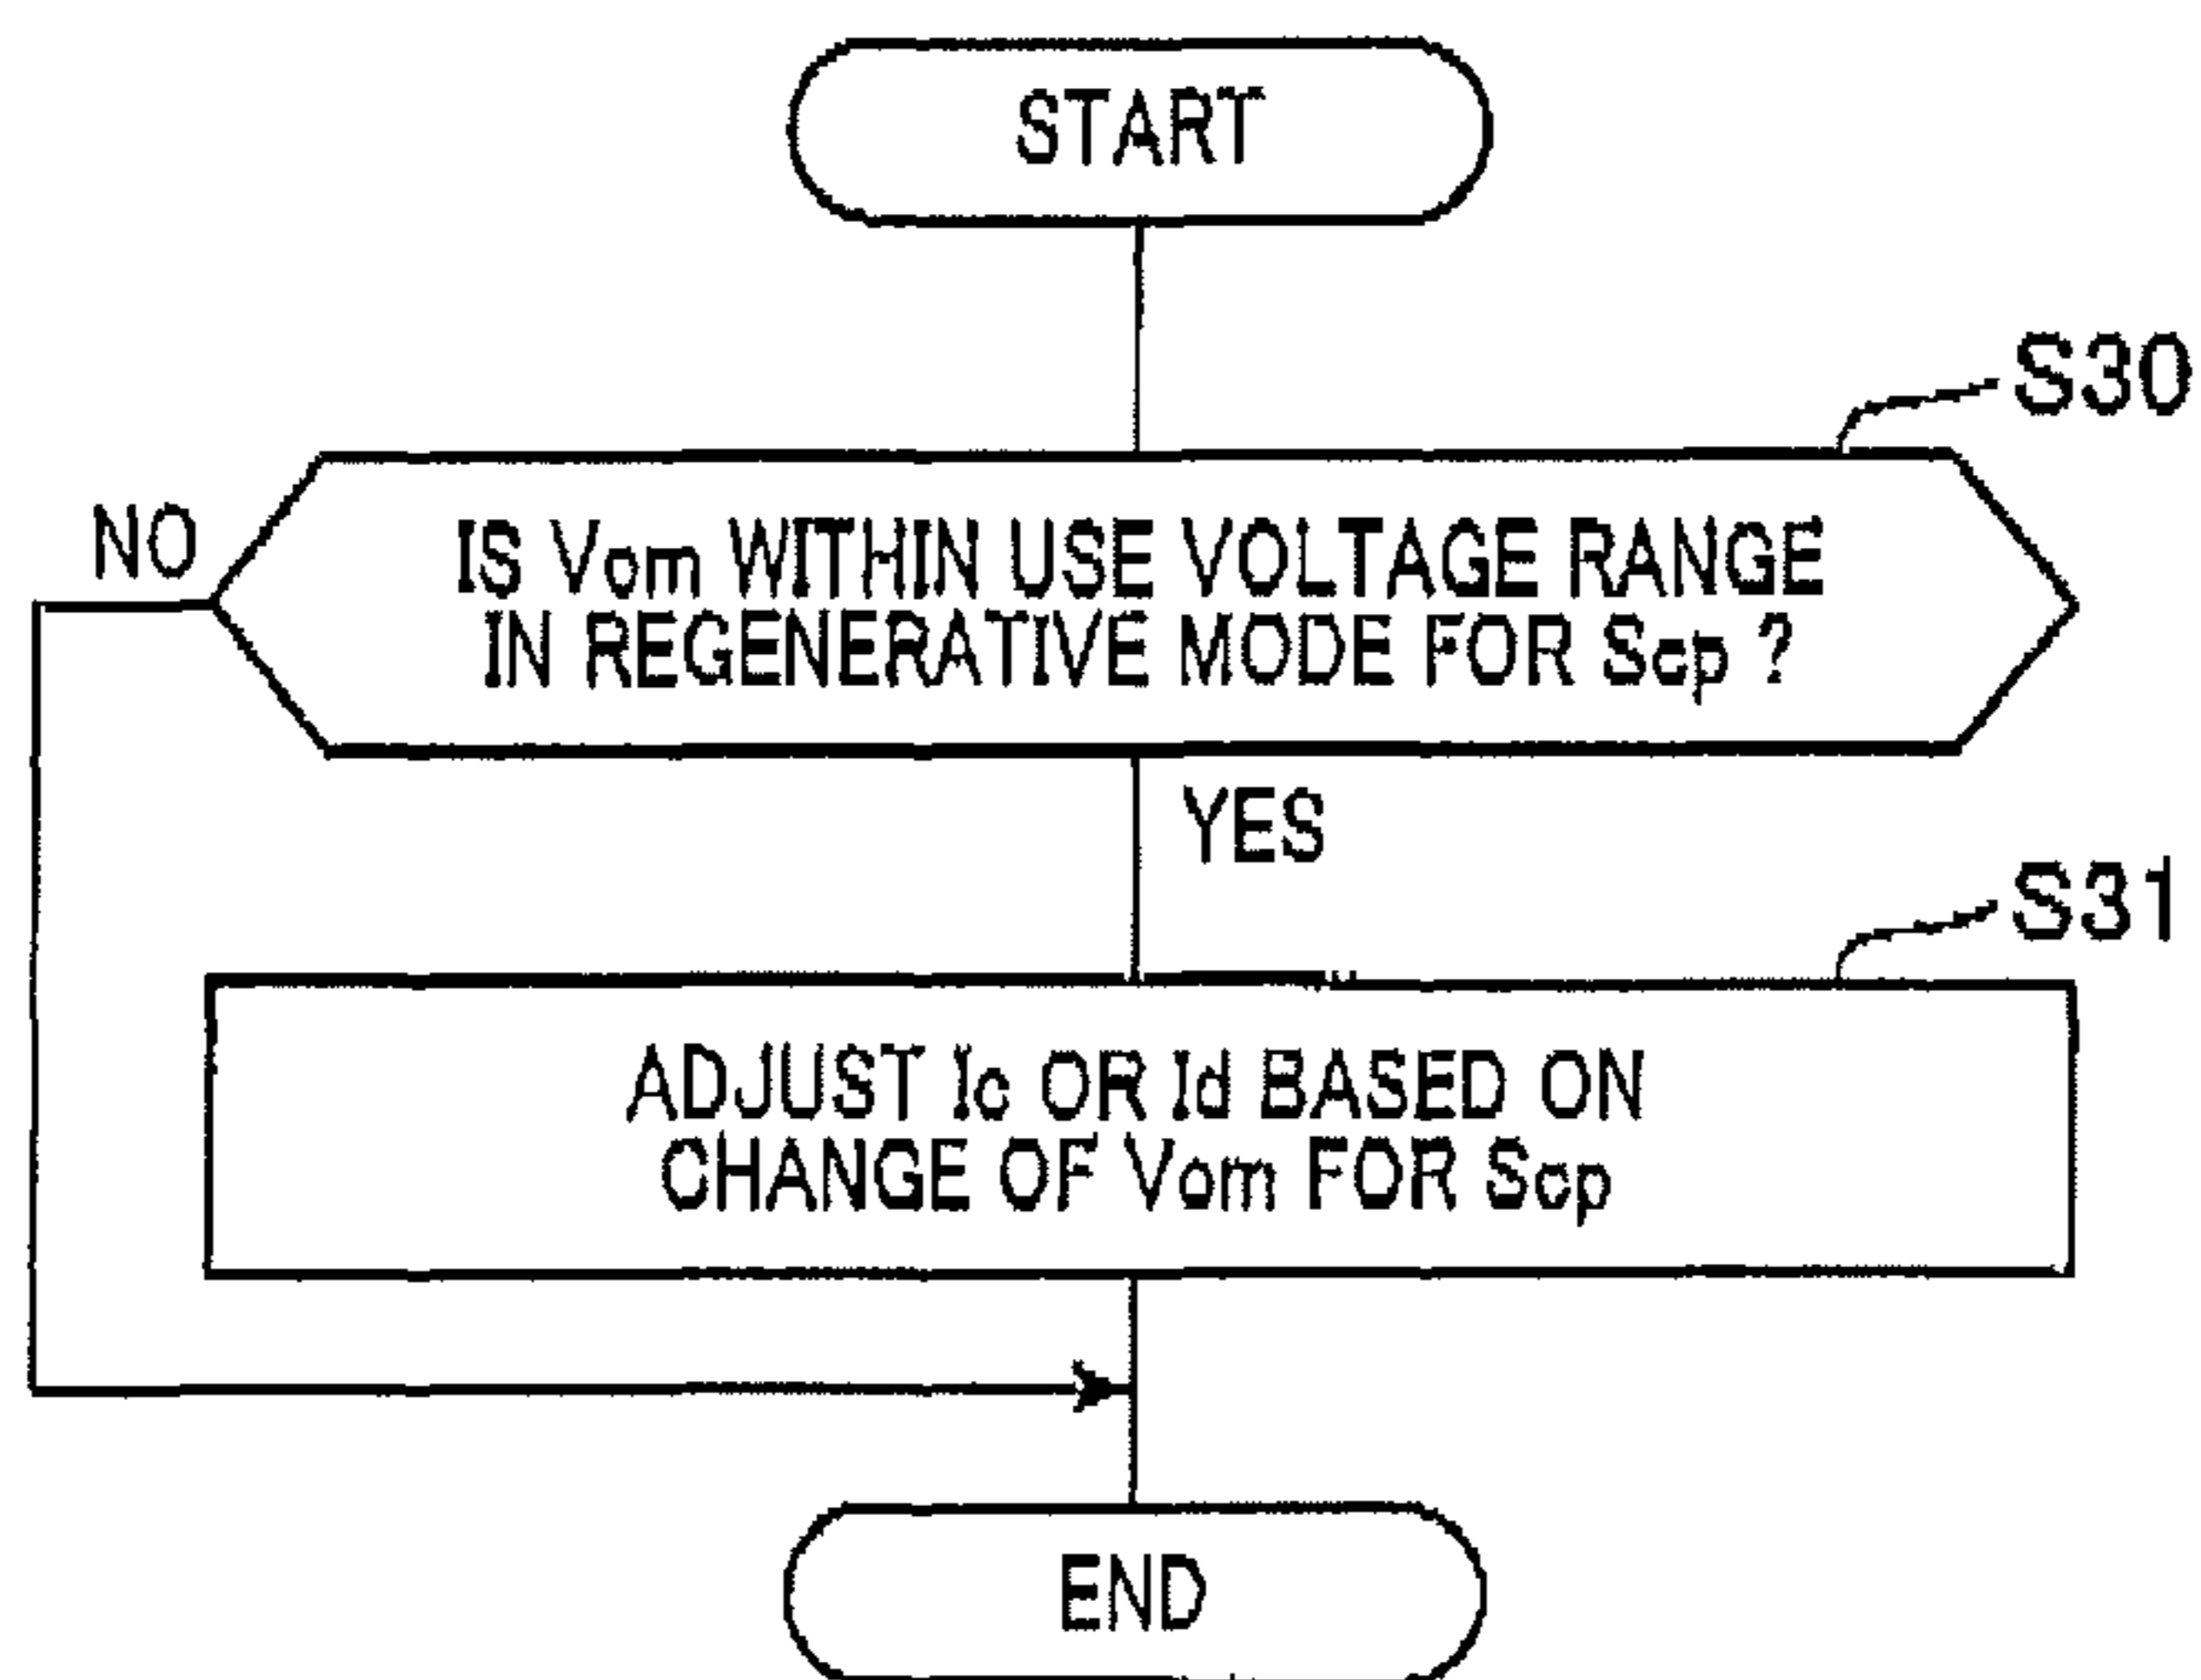 START
S30
NO
IS Vom WITHIN USE VOLTAGE RANGE
IN REGENERATIVE MODE FOR Scp ?
YES
S31
ADJUST Ic OR Id BASED ON
CHANGE OF Vom FOR Scp
END